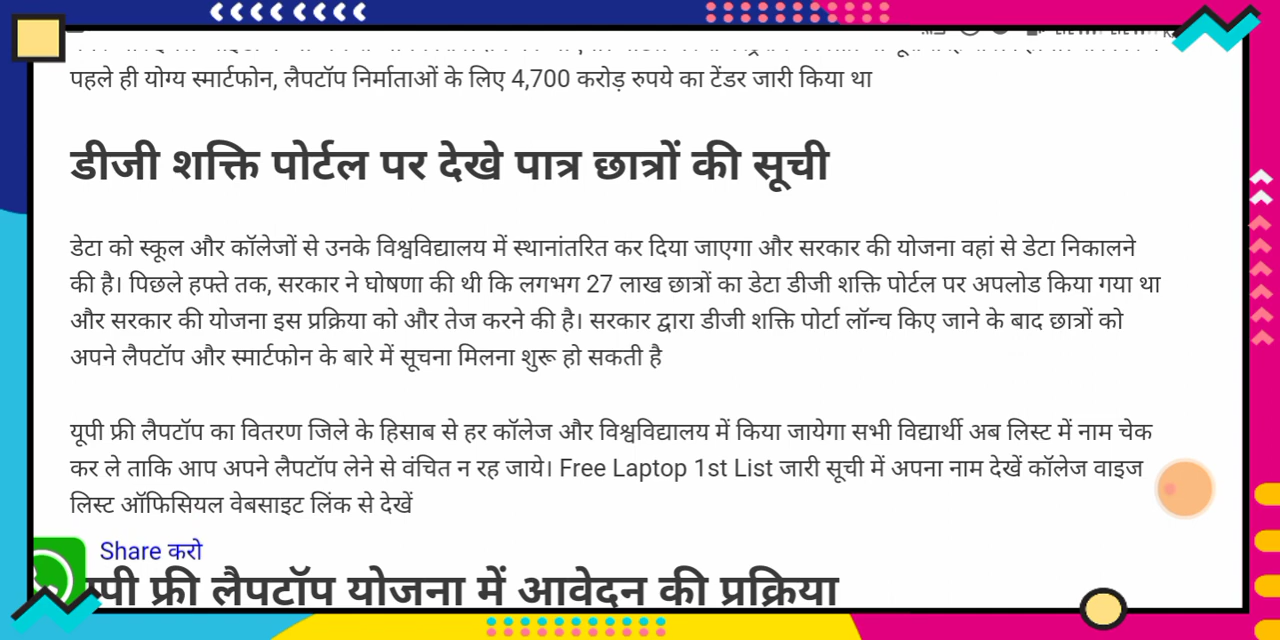 पहले ही योग्य स्मार्टफोन, लैपटॉप निर्माताओं के लिए 4,700 करोड़ रुपये का टेंडर जारी किया था
डीजी शक्ति पोर्टल पर देखे पात्र छात्रों की सूची
डेटा को स्कूल और कॉलेजों से उनके विश्वविद्यालय में स्थानांतरित कर दिया जाएगा और सरकार की योजना वहां से डेटा निकालने
की है। पिछले हफ्ते तक, सरकार ने घोषणा की थी कि लगभग 27 लाख छात्रों का डेटा डीजी शक्ति पोर्टल पर अपलोड किया गया था
और सरकार की योजना इस प्रक्रिया को और तेज करने की है। सरकार द्वारा डीजी शक्ति पोर्टा लॉन्च किए जाने के बाद छात्रों को
अपने लैपटॉप और स्मार्टफोन के बारे में सूचना मिलना शुरू हो सकती है
यूपी फ्री लैपटॉप का वितरण जिले के हिसाब से हर कॉलेज और विश्वविद्यालय में किया जायेगा सभी विद्यार्थी अब लिस्ट में नाम चेक
कर ले ताकि आप अपने लैपटॉप लेने से वंचित न रह जाये। Free Laptop 1st List जारी सूची में अपना नाम देखें कॉलेज वाइज
लिस्ट ऑफिसियल वेबसाइट लिंक से देखें
Share करो
यूपी फ्री लैपटॉप योजना में आवेदन की प्रक्रिया